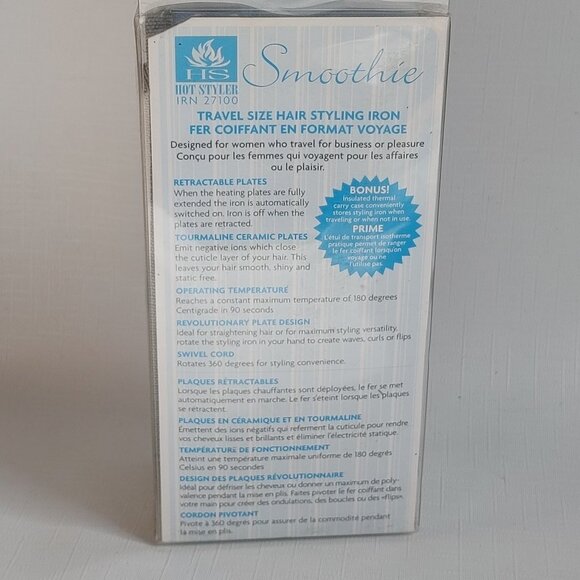 HS
HOT STYLER
IRN 27100
Smoothie
TRAVEL SIZE HAIR STYLING IRON
FER COIFFANT EN FORMAT VOYAGE
Designed for women who travel for business or pleasure
Conçu pour les femmes qui voyagent pour les affaires
ou le plaisir.
RETRACTABLE PLATES
When the heating plates are fully
extended the iron is automatically
switched on. Iron is off when the
plates are retracted.
TOURMALINE CERAMIC PLATES
Emit negative ions which close
the cuticle layer of your hair. This
leaves your hair smooth, shiny and
static free.
BONUS!
Insulated thermal
carry case conveniently
stores styling iron when
traveling or when not in use.
PRIME
L'étui de transport isotherme
pratique permet de ranger
le fer coiffant lorsqu'on
voyage ou ne
l'utilise pas.
OPERATING TEMPERATURE
Reaches a constant maximum temperature of 180 degrees
Centigrade in 90 seconds
REVOLUTIONARY PLATE DESIGN
Ideal for straightening hair or for maximum styling versatility,
rotate the styling iron in your hand to create waves, curls or flips
SWIVEL CORD
Rotates 360 degrees for styling convenience.
PLAQUES RÉTRACTABLES
Lorsque les plaques chauffantes sont déployées, le fer se met
automatiquement en marche. Le fer s'éteint lorsque les plaques
se rétractent.
PLAQUES EN CÉRAMIQUE ET EN TOURMALINE
Émettent des ions négatifs qui referment la cuticule pour rendre
vos cheveux lisses et brillants et éliminer l'électricité statique.
TEMPÉRATURE DE FONCTIONNEMENT
Atteint une température maximale uniforme de 180 degrés
Celsius en 90 secondes
DESIGN DES PLAQUES RÉVOLUTIONNAIRE
Idéal pour défriser les cheveux ou donner un maximum de poly-
valence pendant la mise en plis. Faites pivoter le fer coiffant dans
votre main pour créer des ondulations, des boucles ou des «flips».
CORDON PIVOTANT
Pivote à 360 degrés pour assurer de la commodité pendant
la mise en plis.